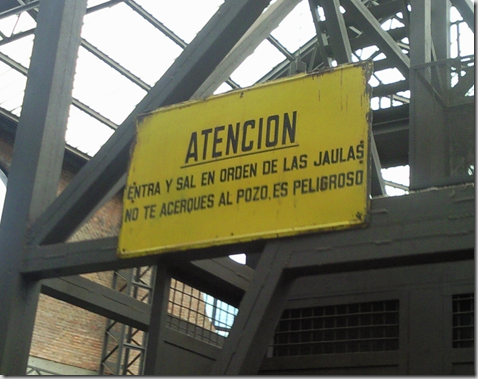 ATENCION
ENTRA Y SAL EN ORDEN DE LAS JAULAS
NO TE ACERQUES AL POZO, ES PELIGROSO